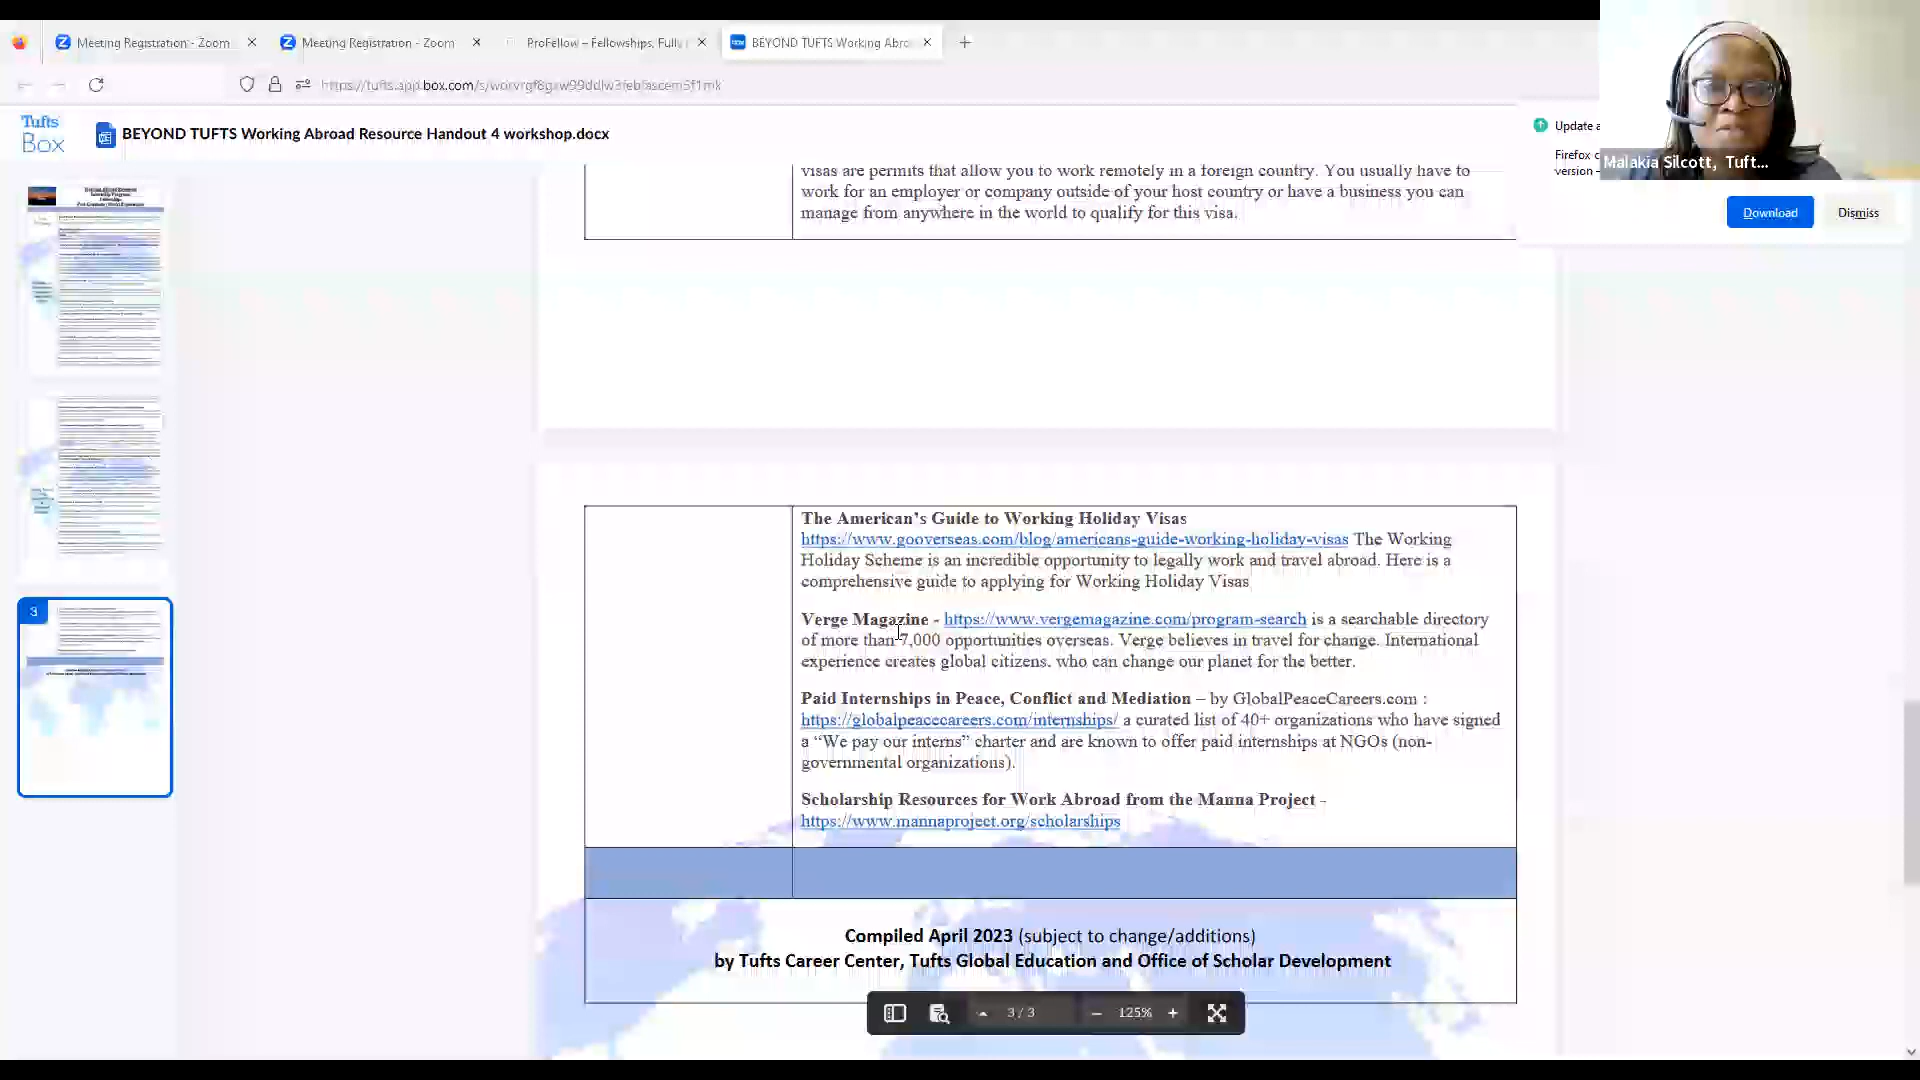 Meeting Registration - Zoom
Meeting Registration - Zoom
ProFellow – Fellowships, Fully
BEYOND TUFTS Working Abro
Tufts
Box
BEYOND TUFTS Working Abroad Resource Handout 4 workshop.docx
Update a
Firefox c
version –
Malakia Silcott, Tuft...
Download
Dismiss
visas are permits that allow you to work remotely in a foreign country. You usually have to
work for an employer or company outside of your host country or have a business you can
manage from anywhere in the world to qualify for this visa.
3
The American’s Guide to Working Holiday Visas
https://www.gooverseas.com/blog/americans-guide-working-holiday-visas The Working
Holiday Scheme is an incredible opportunity to legally work and travel abroad. Here is a
comprehensive guide to applying for Working Holiday Visas
Verge Magazine - https://www.vergemagazine.com/program-search is a searchable directory
of more than 7,000 opportunities overseas. Verge believes in travel for change. International
experience creates global citizens. who can change our planet for the better.
Paid Internships in Peace, Conflict and Mediation – by GlobalPeaceCareers.com :
https://globalpeacecareers.com/internships/ a curated list of 40+ organizations who have signed
a “We pay our interns” charter and are known to offer paid internships at NGOs (non-
governmental organizations).
Scholarship Resources for Work Abroad from the Manna Project -
https://www.mannaproject.org/scholarships
Compiled April 2023 (subject to change/additions)
by Tufts Career Center, Tufts Global Education and Office of Scholar Development
3 / 3
125%